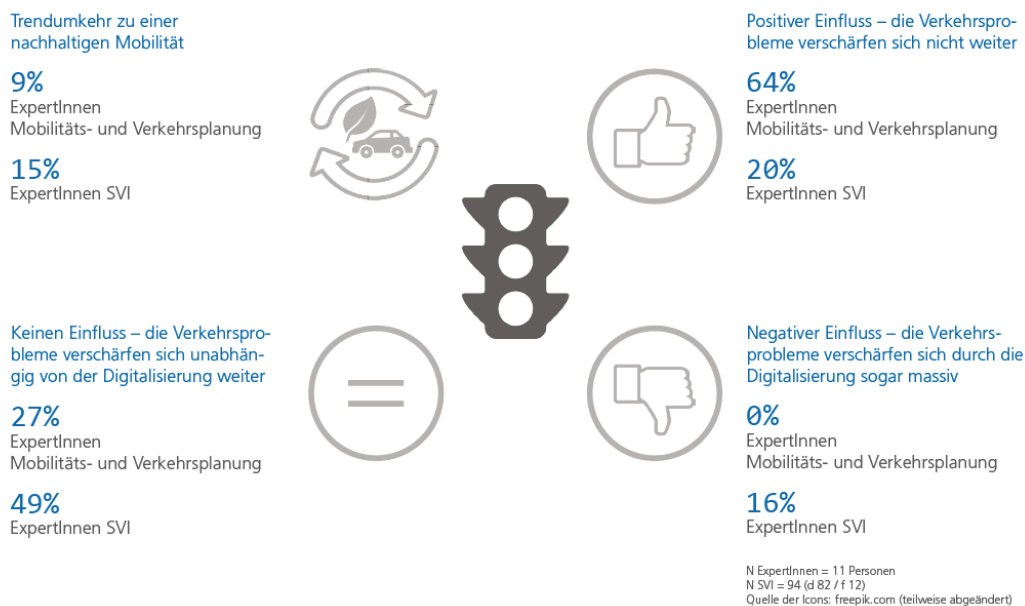 Trendumkehr zu einer
nachhaltigen Mobilität
9%
ExpertInnen
Mobilitäts- und Verkehrsplanung
15%
ExpertInnen SVI
Positiver Einfluss – die Verkehrspro-
bleme verschärfen sich nicht weiter
64%
ExpertInnen
Mobilitäts- und Verkehrsplanung
20%
ExpertInnen SVI
Keinen Einfluss – die Verkehrspro-
bleme verschärfen sich unabhän-
gig von der Digitalisierung weiter
27%
ExpertInnen
Mobilitäts- und Verkehrsplanung
49%
ExpertInnen SVI
Negativer Einfluss – die Verkehrs-
probleme verschärfen sich durch die
Digitalisierung sogar massiv
0%
ExpertInnen
Mobilitäts- und Verkehrsplanung
16%
ExpertInnen SVI
N ExpertInnen = 11 Personen
N SVI = 94 (d 82 / f 12)
Quelle der Icons: freepik.com (teilweise abgeändert)